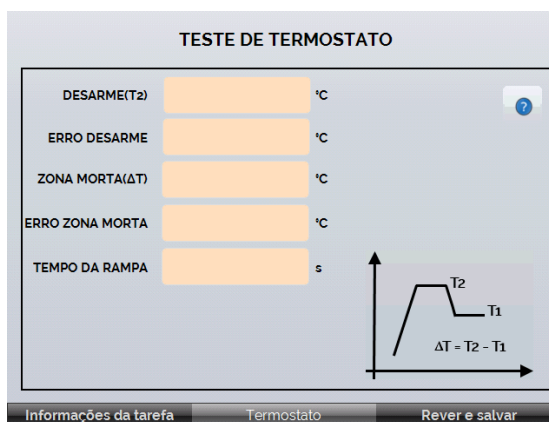 TESTE DE TERMOSTATO
DESARME(T2) °C
?
ERRO DESARME °C
ZONA MORTA(ΔT) °C
ERRO ZONA MORTA °C
TEMPO DA RAMPA s
T2
T1
ΔT = T2 - T1
Informações da tarefa Termostato Rever e salvar